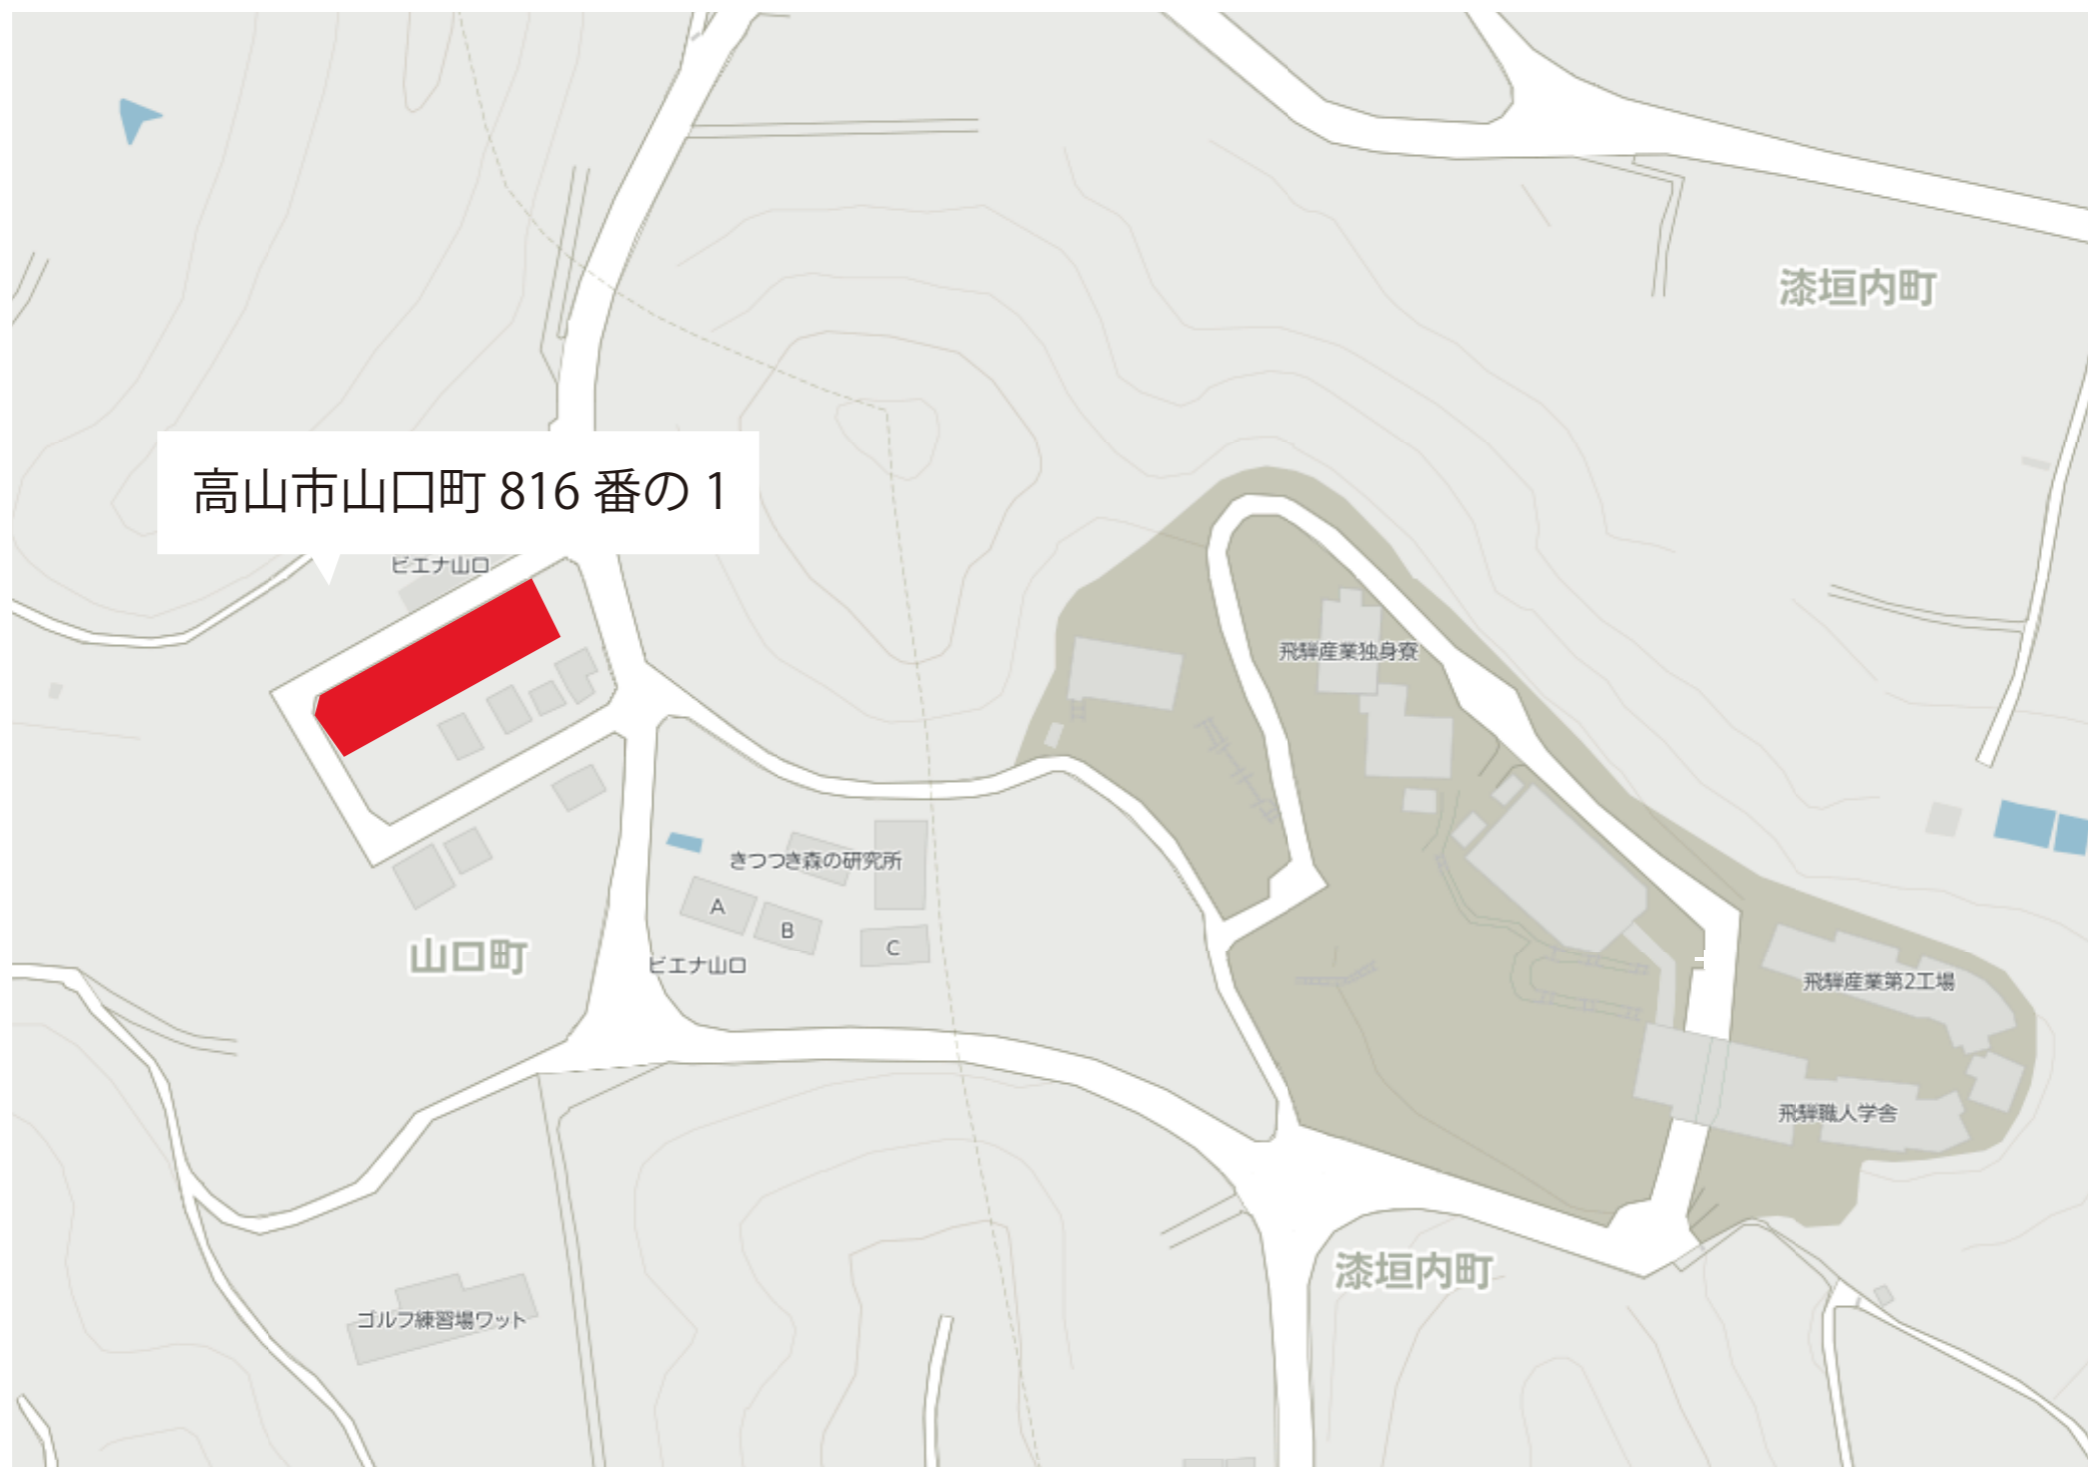 漆垣内町
高山市山口町 816 番の 1
ビエナ山口
飛騨産業独身寮
きつつき森の研究所
A
B
C
山口町
ビエナ山口
飛騨産業第2工場
飛騨職人学舎
漆垣内町
ゴルフ練習場ワット